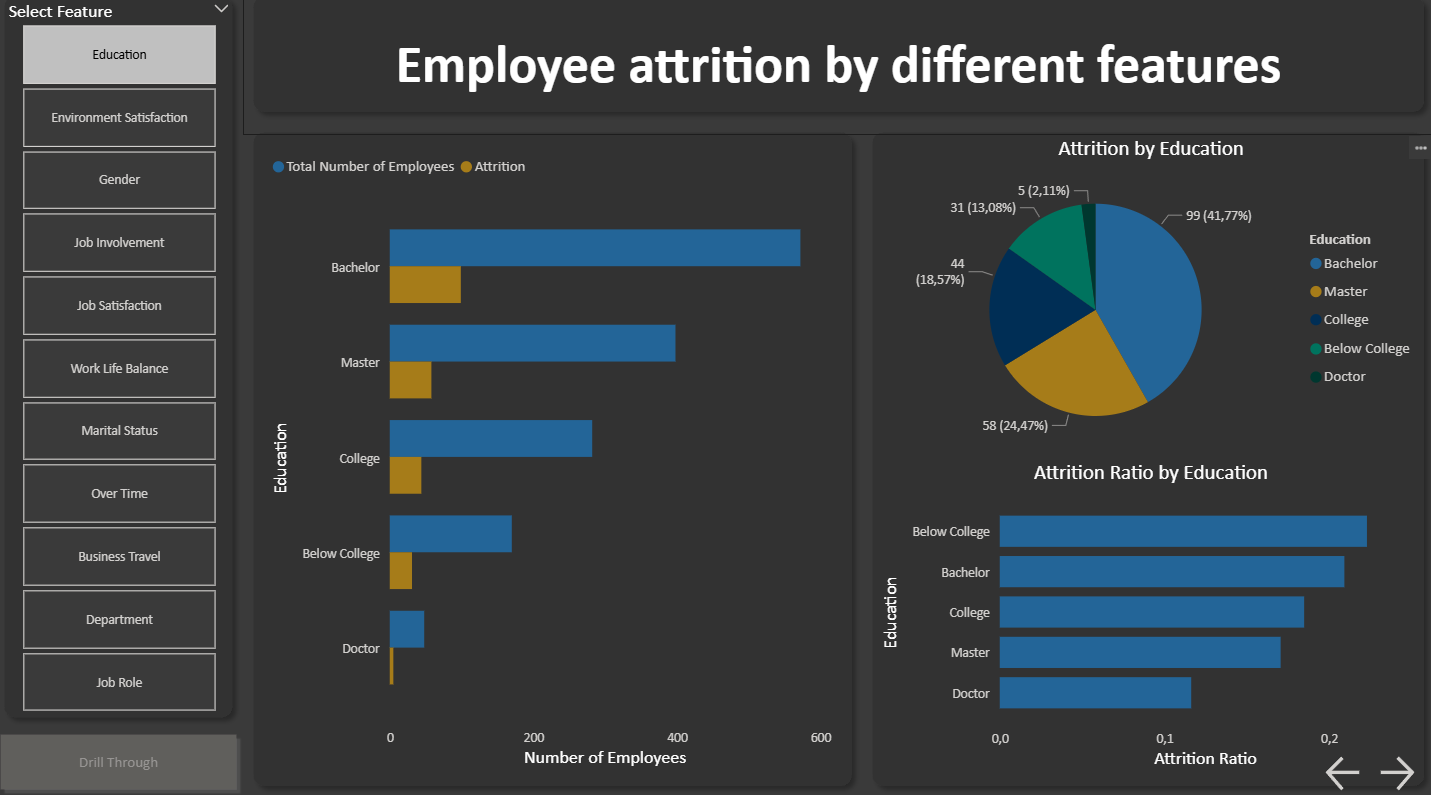 Select Feature
Education
Environment Satisfaction
Gender
Job Involvement
Job Satisfaction
Work Life Balance
Marital Status
Over Time
Business Travel
Department
Job Role
Drill Through
Employee attrition by different features
Total Number of Employees Attrition
Education
Bachelor
Master
College
Below College
Doctor
0 200 400 600
Number of Employees
Attrition by Education
5 (2,11%)
31 (13,08%)
99 (41,77%)
44
(18,57%)
58 (24,47%)
Education
Bachelor
Master
College
Below College
Doctor
Attrition Ratio by Education
Education
Below College
Bachelor
College
Master
Doctor
0,0 0,1 0,2
Attrition Ratio